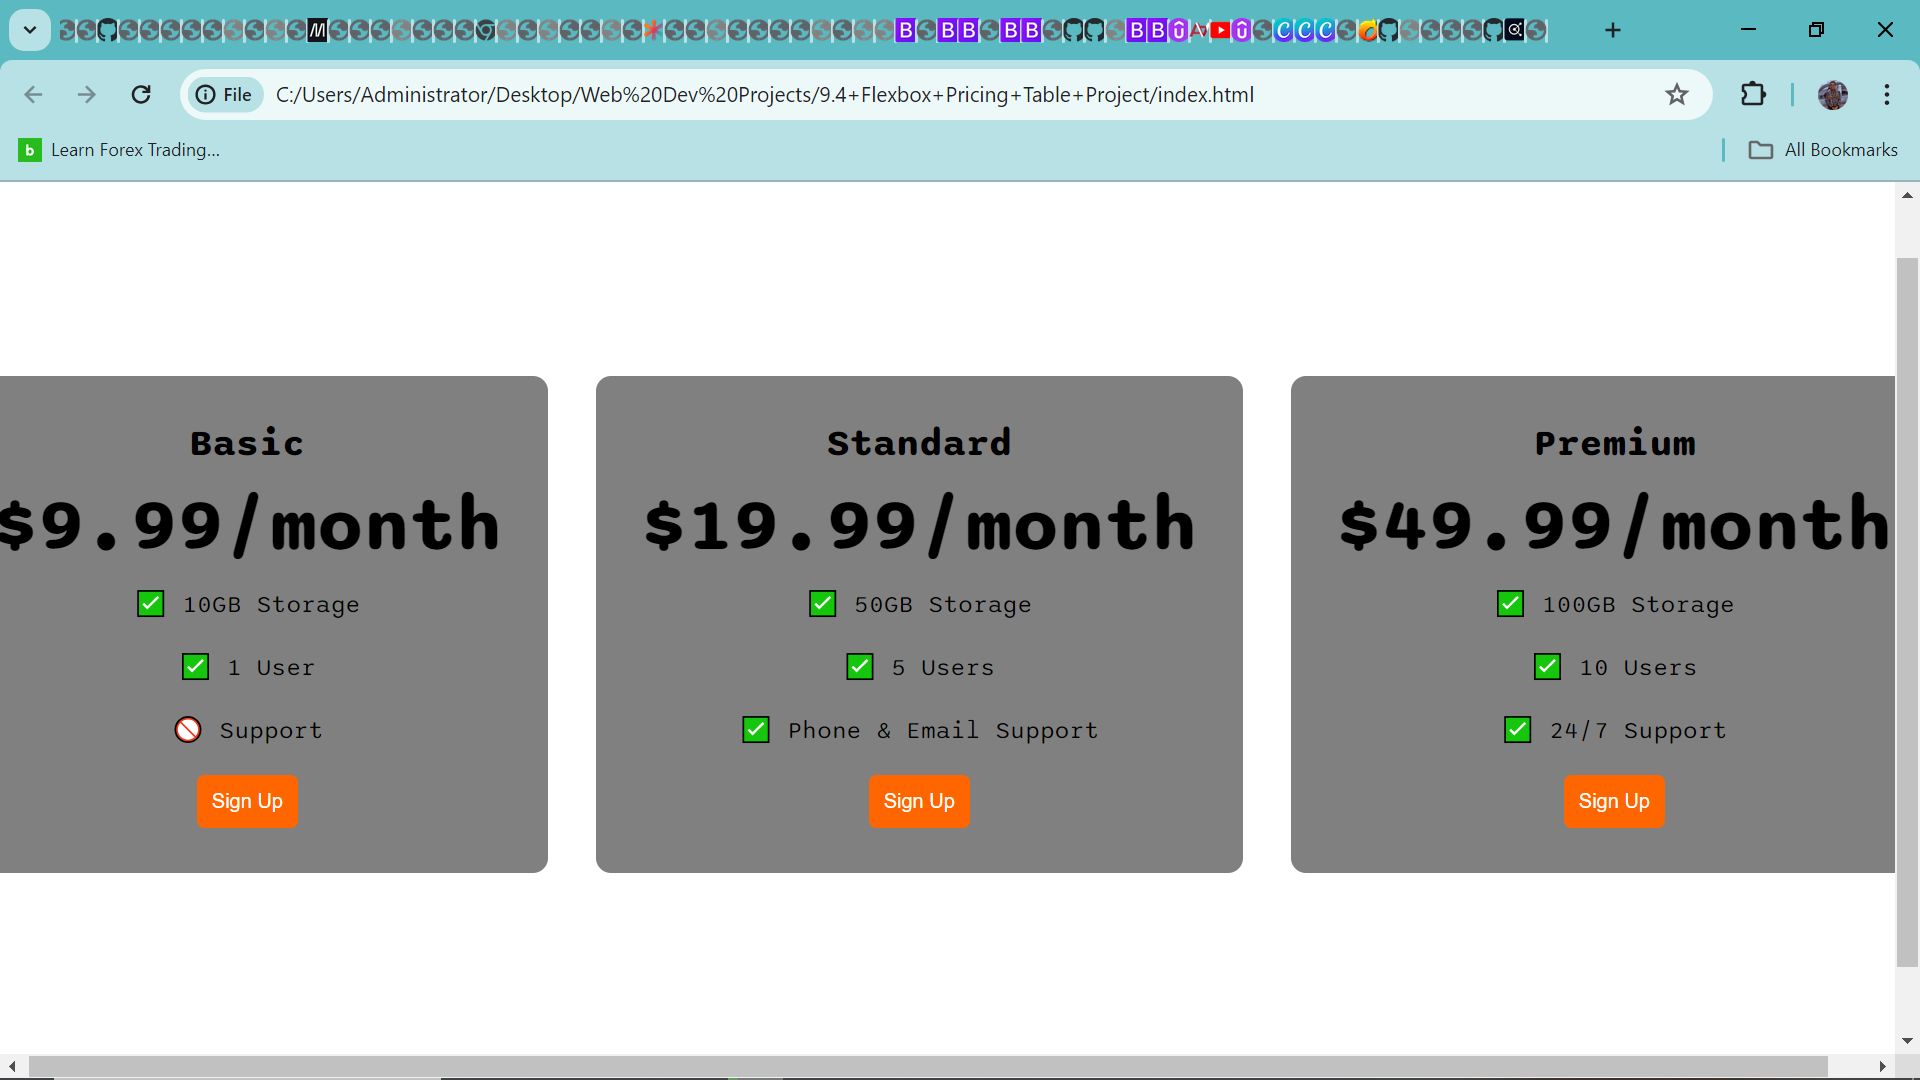 File C:/Users/Administrator/Desktop/Web%20Dev%20Projects/9.4+Flexbox+Pricing+Table+Project/index.html
Learn Forex Trading...
All Bookmarks
Basic
$9.99/month
✅ 10GB Storage
✅ 1 User
🚫 Support
Sign Up
Standard
$19.99/month
✅ 50GB Storage
✅ 5 Users
✅ Phone & Email Support
Sign Up
Premium
$49.99/month
✅ 100GB Storage
✅ 10 Users
✅ 24/7 Support
Sign Up